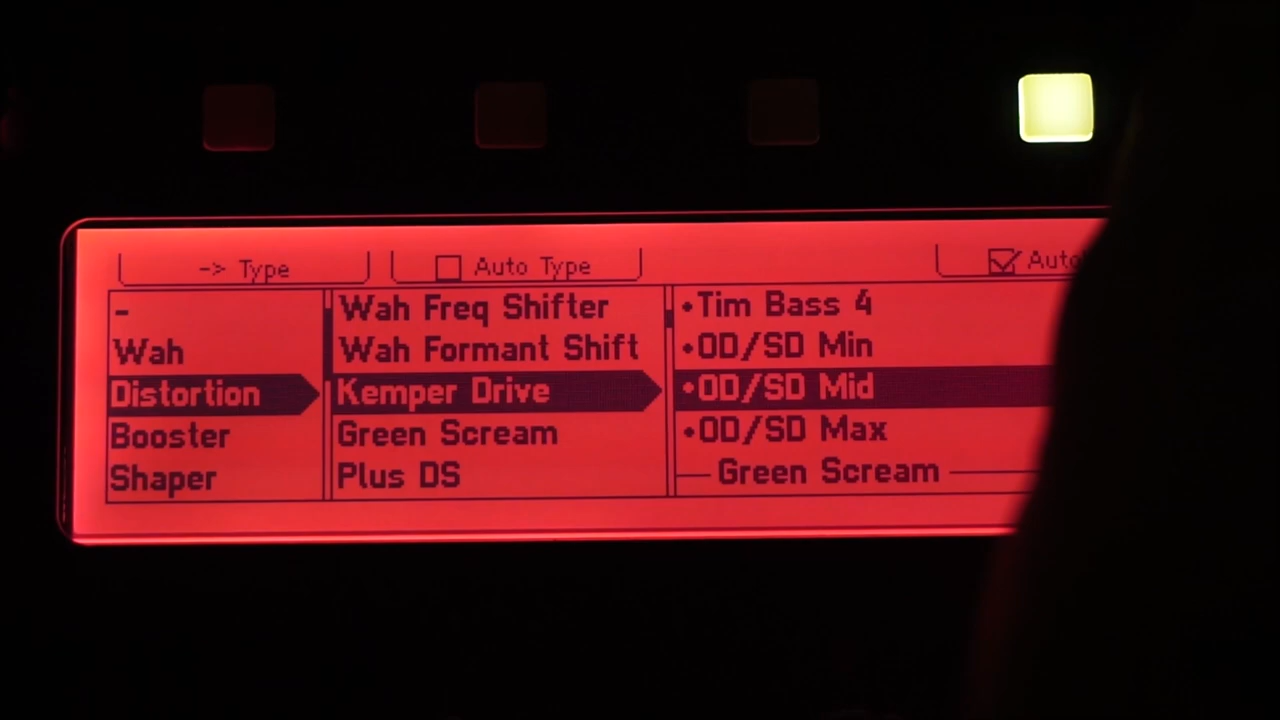 -> Type
Auto Type
Auto
-
Wah
Distortion
Booster
Shaper
Wah Freq Shifter
Wah Formant Shift
Kemper Drive
Green Scream
Plus DS
•Tim Bass 4
•OD/SD Min
•OD/SD Mid
•OD/SD Max
Green Scream